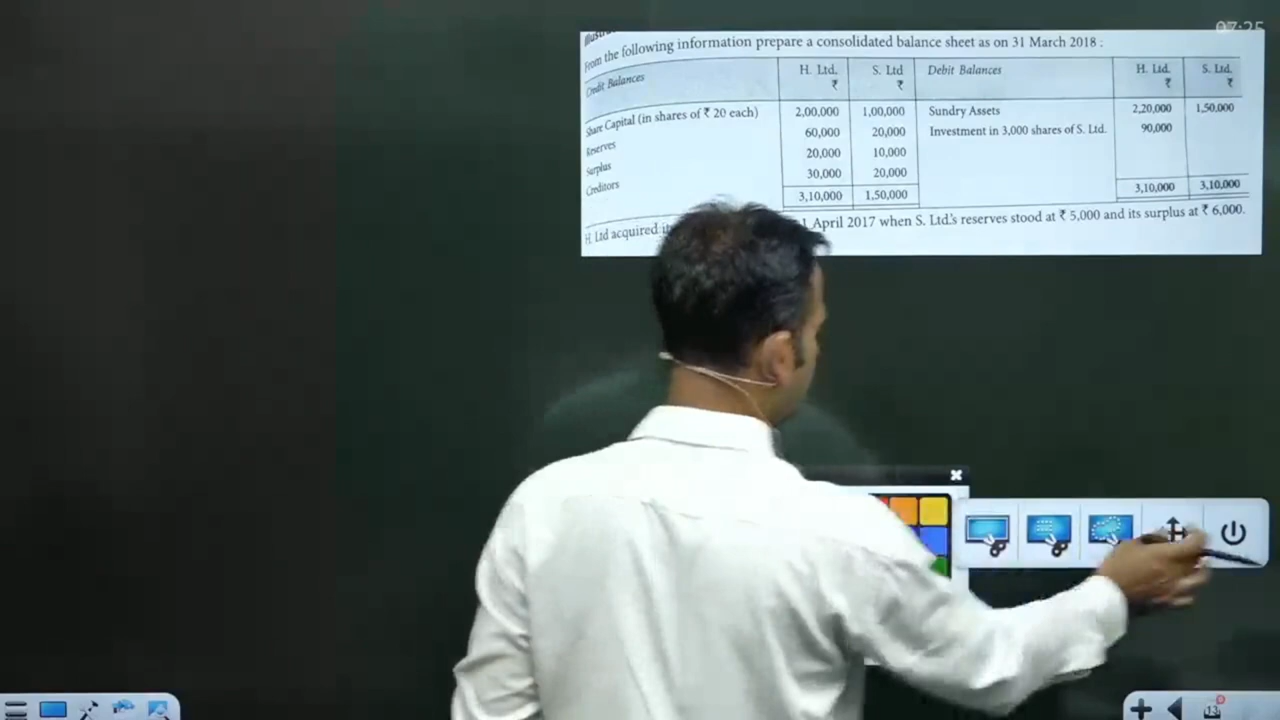 07:25
From the following information prepare a consolidated balance sheet as on 31 March 2018 :
Credit Balances H. Ltd. ₹ S. Ltd ₹ Debit Balances H. Ltd. ₹ S. Ltd. ₹
Share Capital (in shares of ₹ 20 each) 2,00,000 1,00,000 Sundry Assets 2,20,000 1,50,000
Reserves 60,000 20,000 Investment in 3,000 shares of S. Ltd. 90,000
Surplus 20,000 10,000
Creditors 30,000 20,000
3,10,000 1,50,000 3,10,000 3,10,000
H. Ltd acquired April 2017 when S. Ltd.'s reserves stood at ₹ 5,000 and its surplus at ₹ 6,000.
13